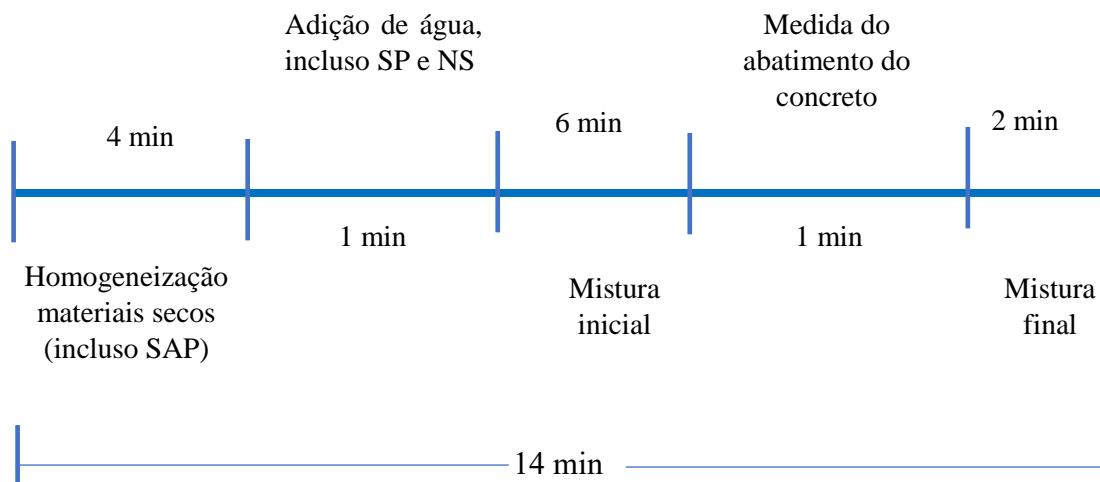 Adição de água,
incluso SP e NS
Medida do
abatimento do
concreto
4 min
6 min
2 min
1 min
1 min
Homogeneização
materiais secos
(incluso SAP)
Mistura
inicial
Mistura
final
14 min